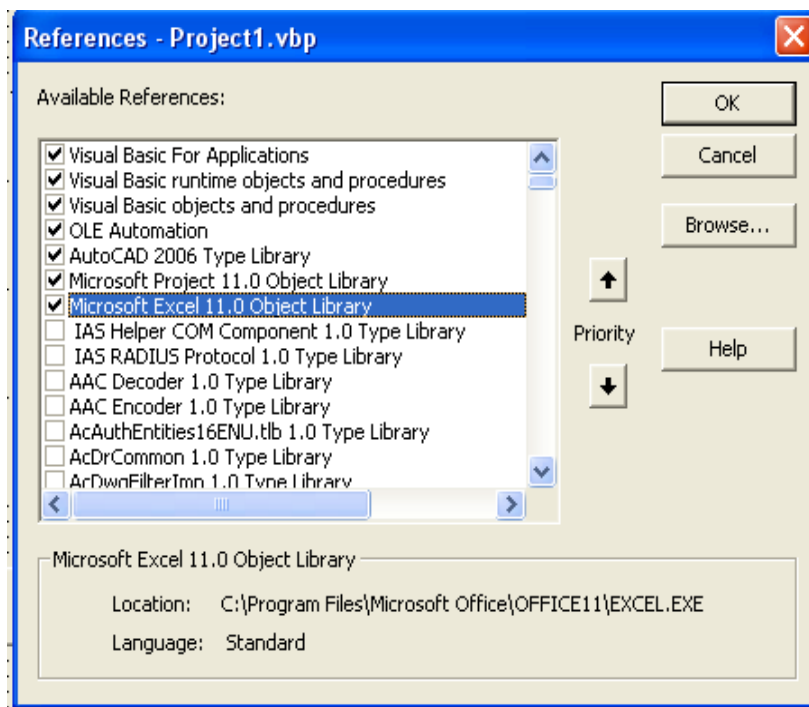 References - Project1.vbp
Available References:
OK
Visual Basic For Applications
Cancel
Visual Basic runtime objects and procedures
Visual Basic objects and procedures
Browse...
OLE Automation
AutoCAD 2006 Type Library
Microsoft Project 11.0 Object Library
Microsoft Excel 11.0 Object Library
IAS Helper COM Component 1.0 Type Library
Priority
IAS RADIUS Protocol 1.0 Type Library
Help
AAC Decoder 1.0 Type Library
AAC Encoder 1.0 Type Library
AcAuthEntities16ENU.tlb 1.0 Type Library
AcDrCommon 1.0 Type Library
AcDwgFilterImp 1.0 Type Library
Microsoft Excel 11.0 Object Library
Location: C:\Program Files\Microsoft Office\OFFICE11\EXCEL.EXE
Language: Standard